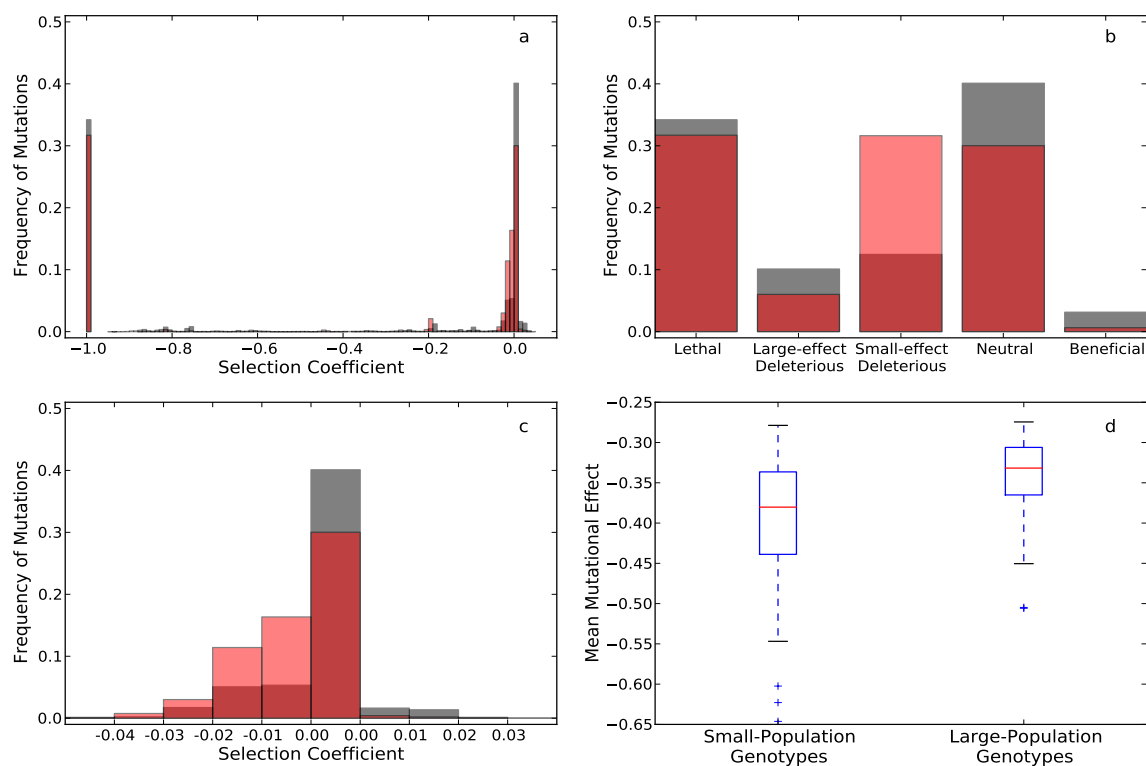 a
0.5
0.4
0.3
0.2
0.1
0.0
Frequency of Mutations
−1.0 −0.8 −0.6 −0.4 −0.2 0.0
Selection Coefficient
b
0.5
0.4
0.3
0.2
0.1
0.0
Frequency of Mutations
Lethal Large-effect Small-effect Neutral Beneficial
Deleterious Deleterious
c
0.5
0.4
0.3
0.2
0.1
0.0
Frequency of Mutations
-0.04 -0.03 -0.02 -0.01 0.00 0.00 0.01 0.02 0.03
Selection Coefficient
d
−0.25
−0.30
−0.35
−0.40
−0.45
−0.50
−0.55
−0.60
−0.65
Mean Mutational Effect
Small-Population Large-Population
Genotypes Genotypes